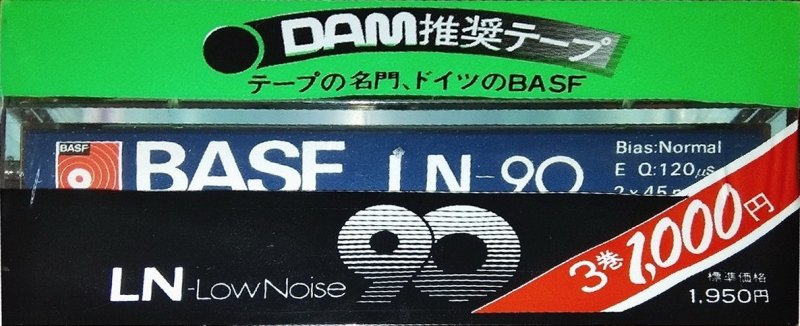 DAM推奨テープ
テープの名門、ドイツのBASF
BASF
BASF LN-90
Bias:Normal
E Q:120μs
2×45
LN-LowNoise 90
3巻1,000円
標準価格
1,950円